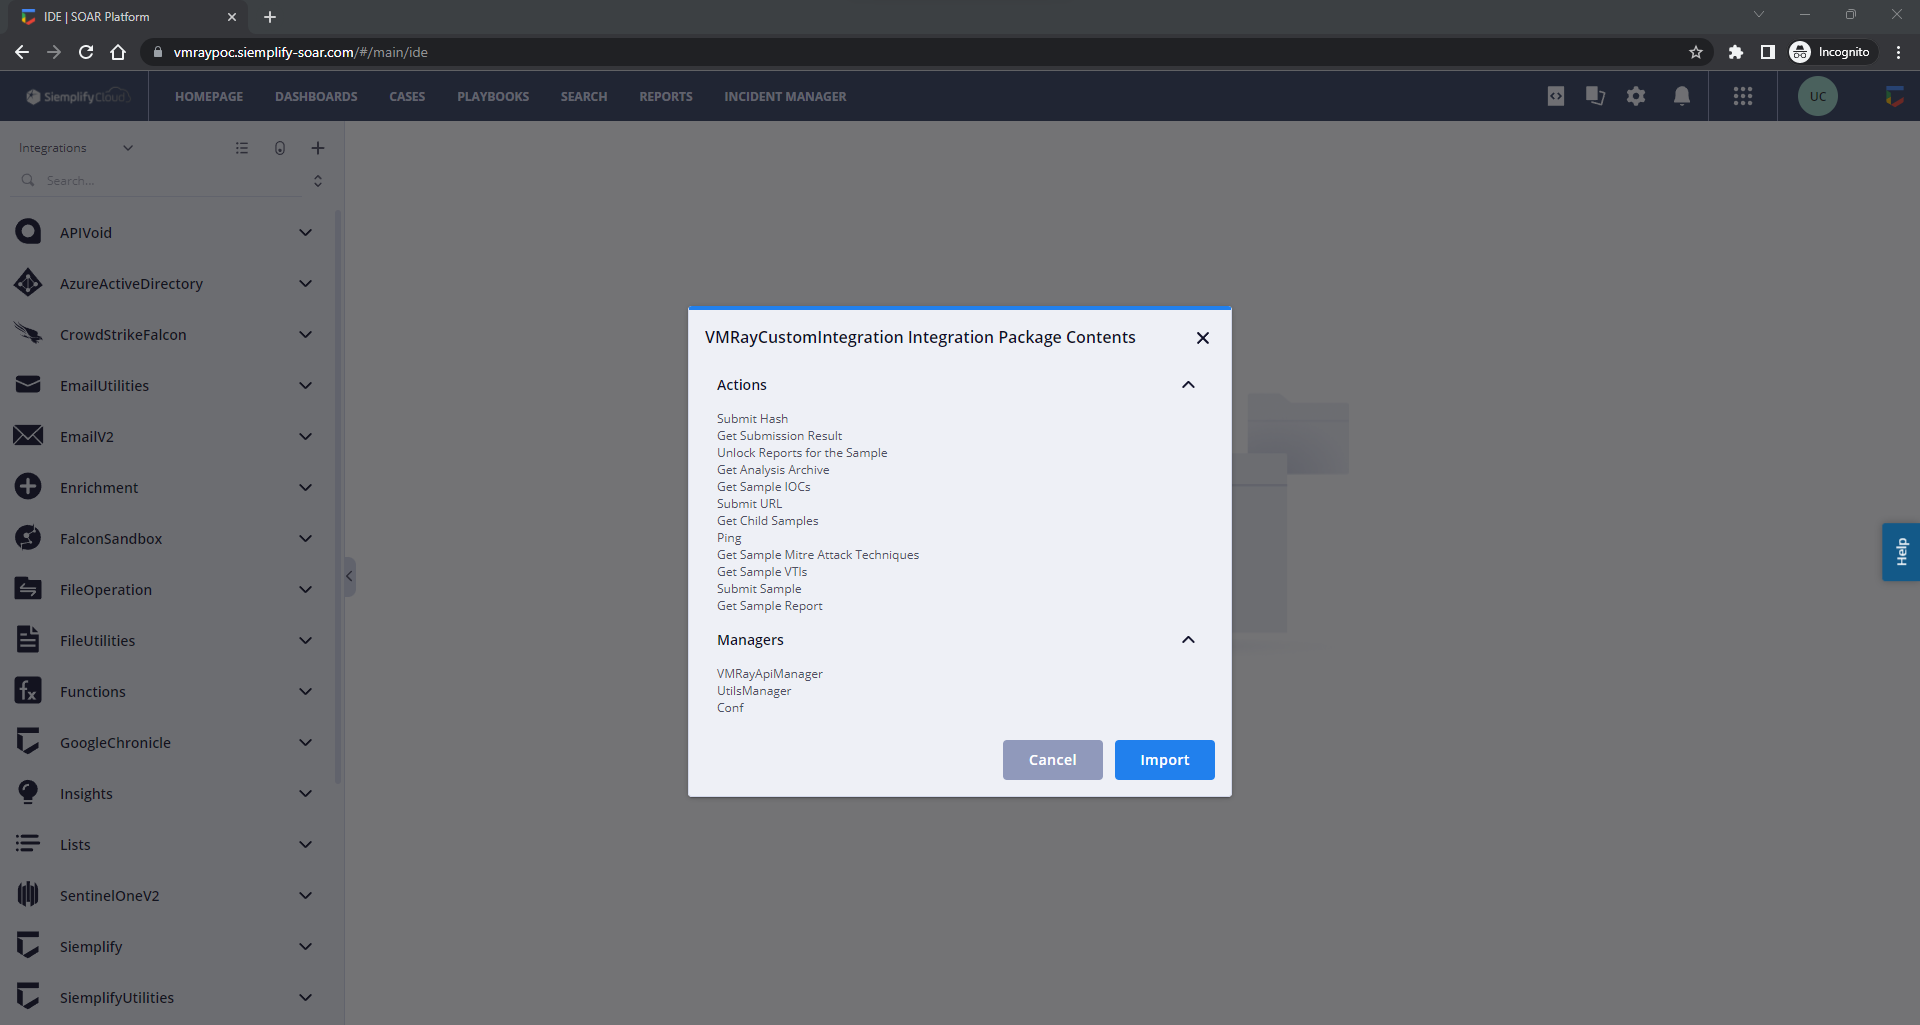 IDE | SOAR Platform
vmraypoc.siemplify-soar.com/#/main/ide
Incognito
SiemplifyCloud
HOMEPAGE
DASHBOARDS
CASES
PLAYBOOKS
SEARCH
REPORTS
INCIDENT MANAGER
UC
Integrations
Search...
APIVoid
AzureActiveDirectory
CrowdStrikeFalcon
EmailUtilities
EmailV2
Enrichment
FalconSandbox
FileOperation
FileUtilities
fx
Functions
GoogleChronicle
Insights
Lists
SentinelOneV2
Siemplify
SiemplifyUtilities
VMRayCustomIntegration Integration Package Contents
Actions
Submit Hash
Get Submission Result
Unlock Reports for the Sample
Get Analysis Archive
Get Sample IOCs
Submit URL
Get Child Samples
Ping
Get Sample Mitre Attack Techniques
Get Sample VTIs
Submit Sample
Get Sample Report
Managers
VMRayApiManager
UtilsManager
Conf
Cancel
Import
Help